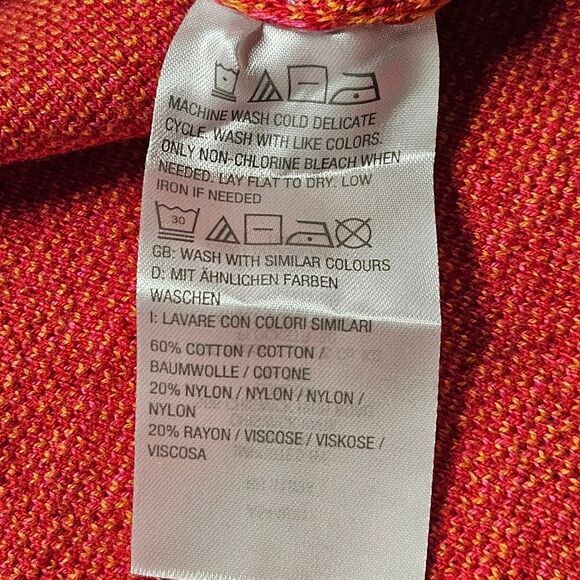 MACHINE WASH COLD DELICATE
CYCLE. WASH WITH LIKE COLORS.
ONLY NON-CHLORINE BLEACH WHEN
NEEDED. LAY FLAT TO DRY. LOW
IRON IF NEEDED
30
GB: WASH WITH SIMILAR COLOURS
D: MIT ÄHNLICHEN FARBEN
WASCHEN
I: LAVARE CON COLORI SIMILARI
60% COTTON / COTTON /
BAUMWOLLE / COTONE
20% NYLON / NYLON / NYLON /
NYLON
20% RAYON / VISCOSE / VISKOSE /
VISCOSA